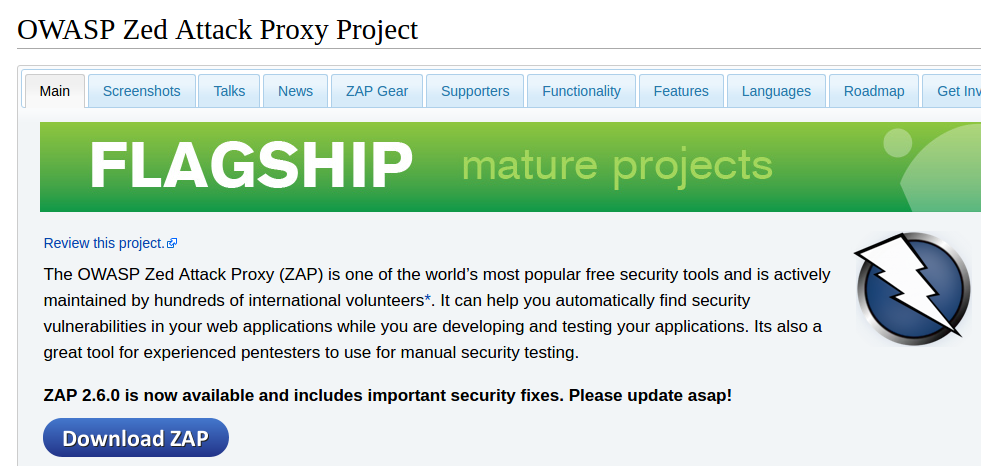 OWASP Zed Attack Proxy Project
Main Screenshots Talks News ZAP Gear Supporters Functionality Features Languages Roadmap Get Inv
FLAGSHIP mature projects
Review this project.
The OWASP Zed Attack Proxy (ZAP) is one of the world’s most popular free security tools and is actively
maintained by hundreds of international volunteers*. It can help you automatically find security
vulnerabilities in your web applications while you are developing and testing your applications. Its also a
great tool for experienced pentesters to use for manual security testing.
ZAP 2.6.0 is now available and includes important security fixes. Please update asap!
Download ZAP